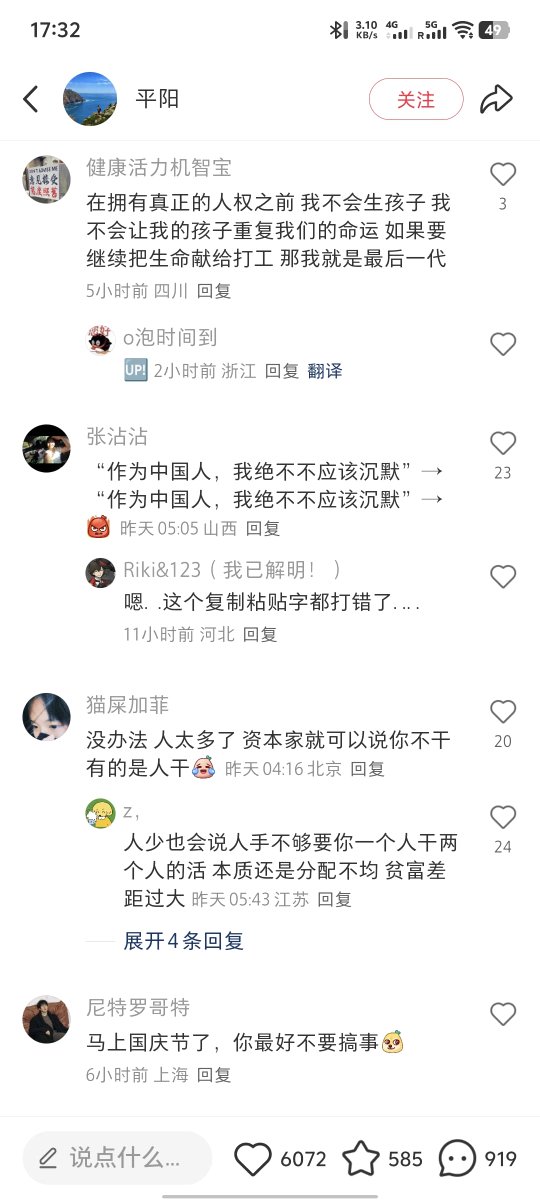 17:32
3.10
KB/s
4G
5G
R
49
平阳
关注
健康活力机智宝
在拥有真正的人权之前 我不会生孩子 我
不会让我的孩子重复我们的命运 如果要
继续把生命献给打工 那我就是最后一代
3
5小时前 四川 回复
o泡时间到
UP! 2小时前 浙江 回复 翻译
张沾沾
“作为中国人，我绝不不应该沉默”→
“作为中国人，我绝不不应该沉默”→
23
昨天 05:05 山西 回复
Riki&123（我已解明！）
嗯. .这个复制粘贴字都打错了. . . .
11小时前 河北 回复
猫屎加菲
没办法 人太多了 资本家就可以说你不干
有的是人干 昨天 04:16 北京 回复
20
z,
人少也会说人手不够要你一个人干两
个人的活 本质还是分配不均 贫富差
距过大 昨天 05:43 江苏 回复
24
展开4条回复
尼特罗哥特
马上国庆节了，你最好不要搞事
6小时前 上海 回复
说点什么...
6072
585
919